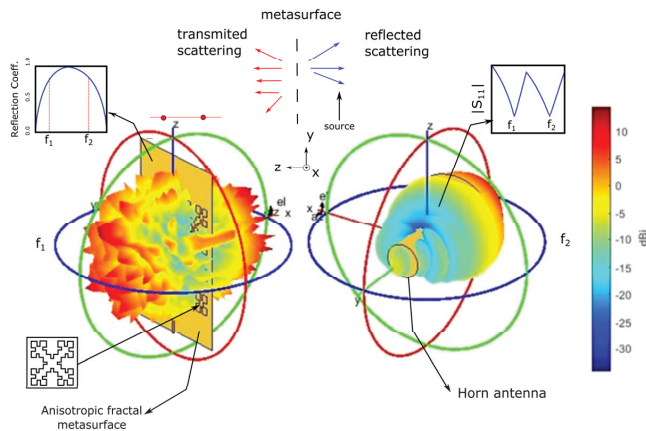 metasurface
transmited
scattering
reflected
scattering
source
Reflection Coeff.
f1
f2
|S11|
f1
f2
y
z
x
z
z
y
x
el
z
x
y
f1
f2
10
5
0
-5
-10
-15
-20
-25
-30
dBi
Horn antenna
Anisotropic fractal
metasurface